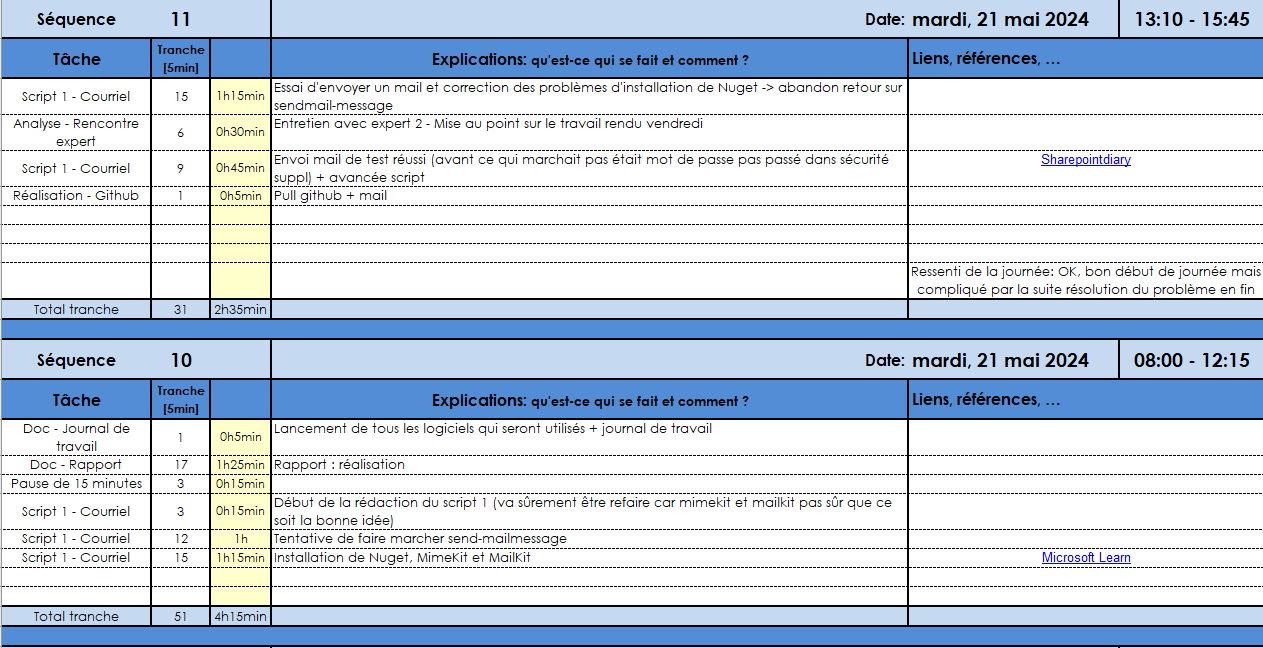 Séquence 11 Date: mardi, 21 mai 2024 13:10 - 15:45
Tâche Tranche [5min] Explications: qu'est-ce qui se fait et comment ? Liens, références, …
Script 1 - Courriel 15 1h15min Essai d'envoyer un mail et correction des problèmes d'installation de Nuget -> abandon retour sur
sendmail-message
Analyse - Rencontre
expert 6 0h30min Entretien avec expert 2 - Mise au point sur le travail rendu vendredi
Script 1 - Courriel 9 0h45min Envoi mail de test réussi (avant ce qui marchait pas était mot de passe pas passé dans sécurité
suppl) + avancée script Sharepointdiary
Réalisation - Github 1 0h5min Pull github + mail
Ressenti de la journée: OK, bon début de journée mais
compliqué par la suite résolution du problème en fin
Total tranche 31 2h35min
Séquence 10 Date: mardi, 21 mai 2024 08:00 - 12:15
Tâche Tranche [5min] Explications: qu'est-ce qui se fait et comment ? Liens, références, …
Doc - Journal de
travail 1 0h5min Lancement de tous les logiciels qui seront utilisés + journal de travail
Doc - Rapport 17 1h25min Rapport : réalisation
Pause de 15 minutes 3 0h15min
Script 1 - Courriel 3 0h15min Début de la rédaction du script 1 (va sûrement être refaire car mimekit et mailkit pas sûr que ce
soit la bonne idée)
Script 1 - Courriel 12 1h Tentative de faire marcher send-mailmessage
Script 1 - Courriel 15 1h15min Installation de Nuget, MimeKit et MailKit Microsoft Learn
Total tranche 51 4h15min